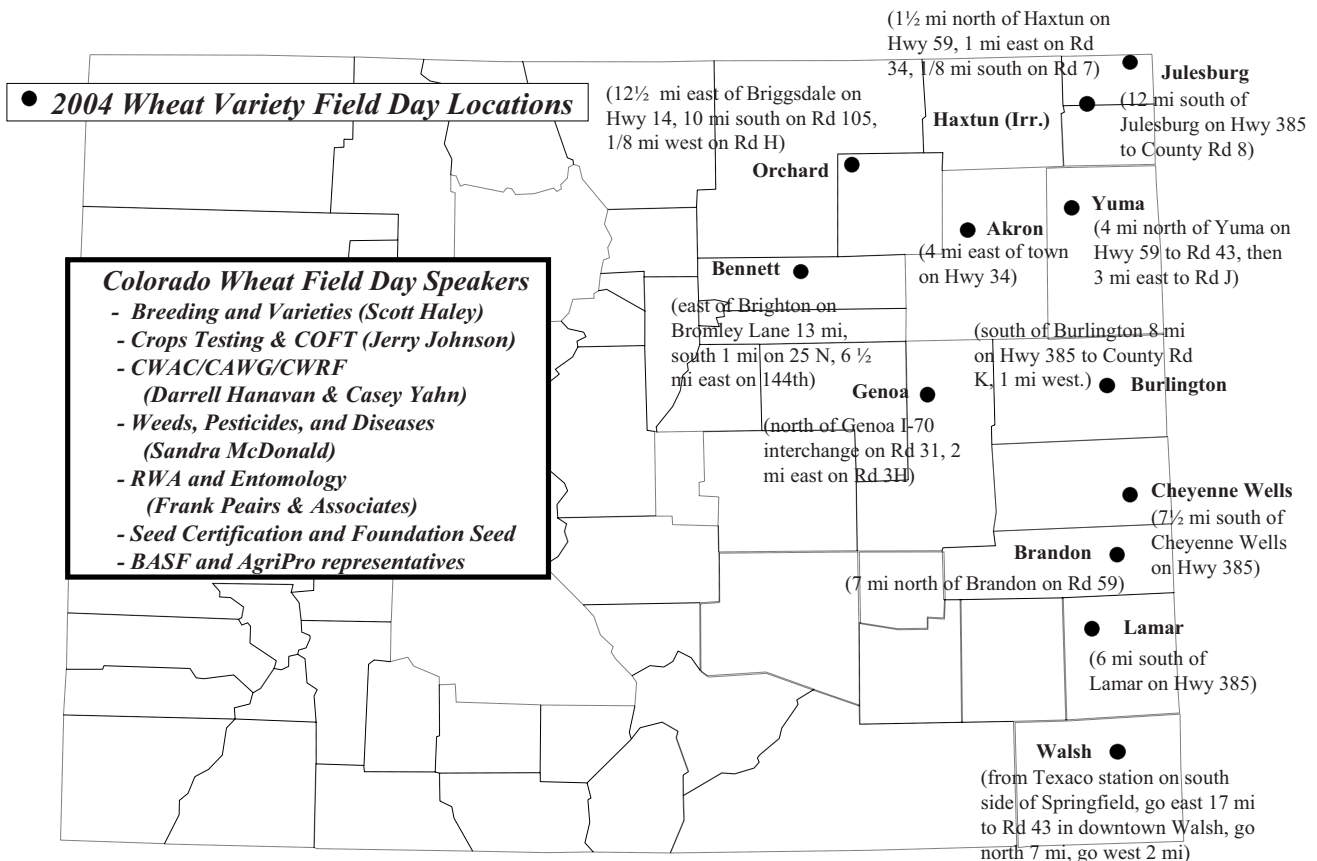 (1½ mi north of Haxtun on
Hwy 59, 1 mi east on Rd
34, 1/8 mi south on Rd 7)
2004 Wheat Variety Field Day Locations
(12½ mi east of Briggsdale on
Hwy 14, 10 mi south on Rd 105,
1/8 mi west on Rd H)
Julesburg
(12 mi south of
Julesburg on Hwy 385
to County Rd 8)
Haxtun (Irr.)
Orchard
Yuma
(4 mi north of Yuma on
Hwy 59 to Rd 43, then
3 mi east to Rd J)
Akron
(4 mi east of town
on Hwy 34)
Bennett
(east of Brighton on
Bromley Lane 13 mi,
south 1 mi on 25 N, 6 ½
mi east on 144th)
Colorado Wheat Field Day Speakers
- Breeding and Varieties (Scott Haley)
- Crops Testing & COFT (Jerry Johnson)
- CWAC/CAWG/CWRF
(Darrell Hanavan & Casey Yahn)
- Weeds, Pesticides, and Diseases
(Sandra McDonald)
- RWA and Entomology
(Frank Peairs & Associates)
- Seed Certification and Foundation Seed
- BASF and AgriPro representatives
(south of Burlington 8 mi
on Hwy 385 to County Rd
K, 1 mi west.)
Burlington
Genoa
(north of Genoa I-70
interchange on Rd 31, 2
mi east on Rd 3H)
Cheyenne Wells
(7½ mi south of
Cheyenne Wells
on Hwy 385)
Brandon
(7 mi north of Brandon on Rd 59)
Lamar
(6 mi south of
Lamar on Hwy 385)
Walsh
(from Texaco station on south
side of Springfield, go east 17 mi
to Rd 43 in downtown Walsh, go
north 7 mi, go west 2 mi)